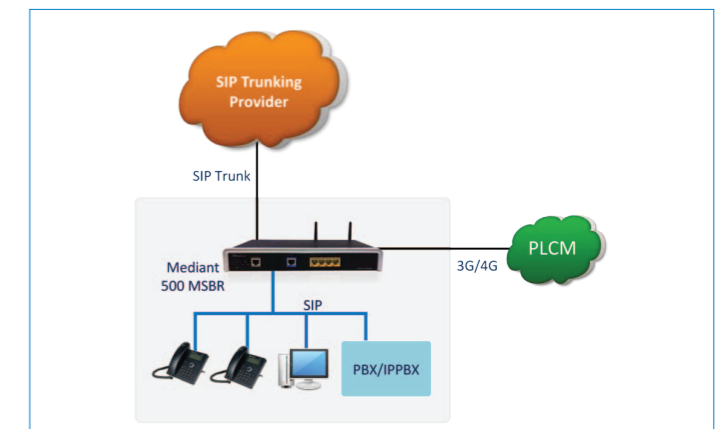 SIP Trunking
Provider
SIP Trunk
PLCM
3G/4G
Mediant
500 MSBR
SIP
PBX/IPPBX